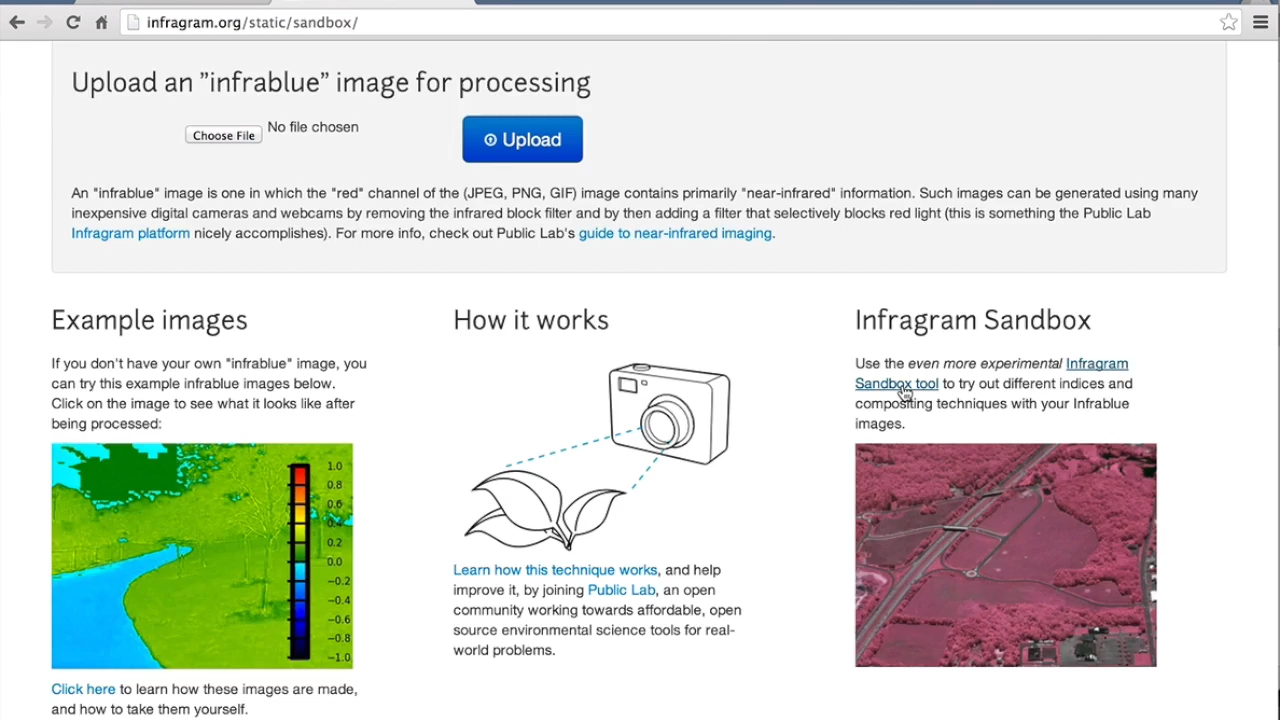 infragram.org/static/sandbox/
Upload an "infrablue" image for processing
Choose File No file chosen
Upload
An "infrablue" image is one in which the "red" channel of the (JPEG, PNG, GIF) image contains primarily "near-infrared" information. Such images can be generated using many
inexpensive digital cameras and webcams by removing the infrared block filter and by then adding a filter that selectively blocks red light (this is something the Public Lab
Infragram platform nicely accomplishes). For more info, check out Public Lab's guide to near-infrared imaging.
Example images
If you don't have your own "infrablue" image, you
can try this example infrablue images below.
Click on the image to see what it looks like after
being processed:
1.0
0.8
0.6
0.4
0.2
0.0
−0.2
−0.4
−0.6
−0.8
−1.0
Click here to learn how these images are made,
and how to take them yourself.
How it works
Learn how this technique works, and help
improve it, by joining Public Lab, an open
community working towards affordable, open
source environmental science tools for real-
world problems.
Infragram Sandbox
Use the even more experimental Infragram
Sandbox tool to try out different indices and
compositing techniques with your Infrablue
images.